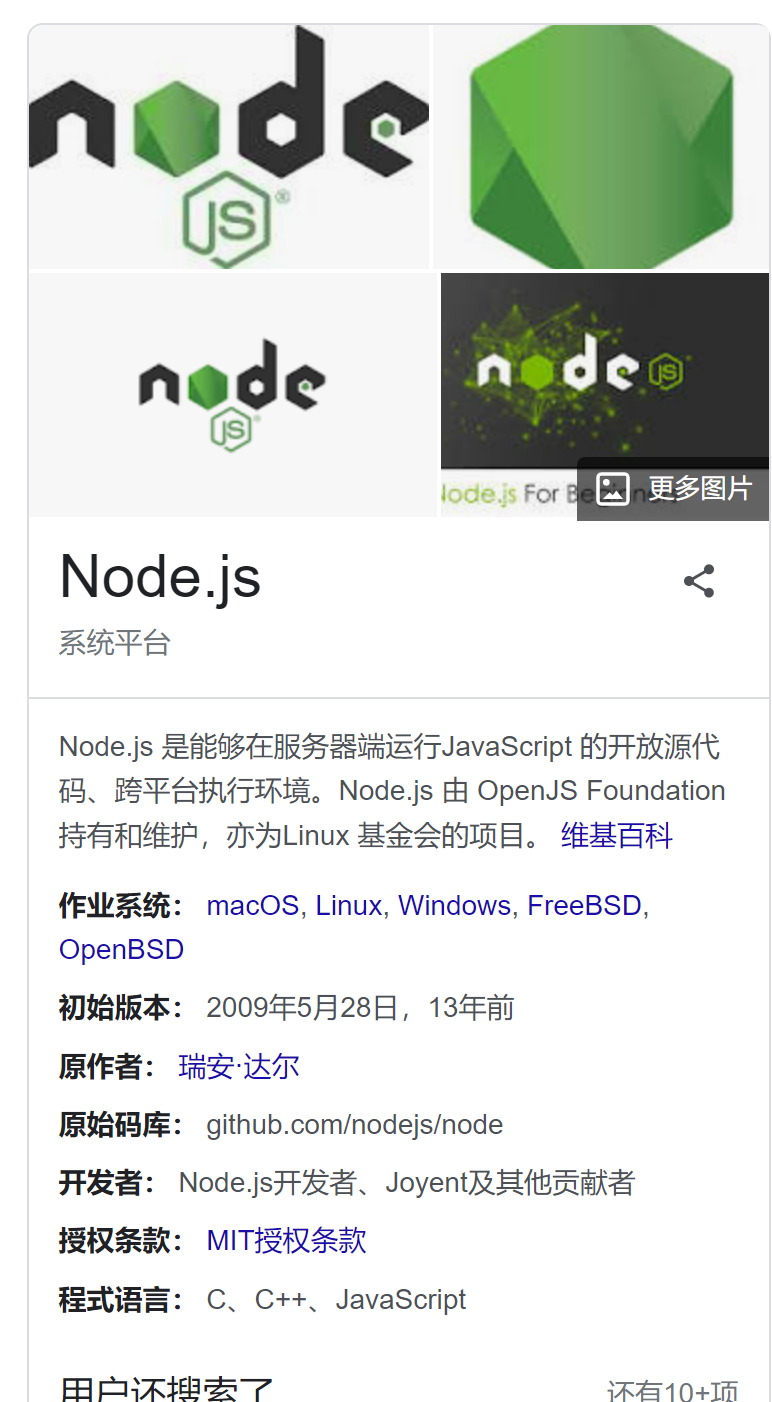 node
JS
®
node
JS
node JS
Node.js For Beginners
更多图片
Node.js
系统平台
Node.js 是能够在服务器端运行JavaScript 的开放源代
码、跨平台执行环境。Node.js 由 OpenJS Foundation
持有和维护，亦为Linux 基金会的项目。 维基百科
作业系统： macOS, Linux, Windows, FreeBSD,
OpenBSD
初始版本： 2009年5月28日，13年前
原作者： 瑞安·达尔
原始码库： github.com/nodejs/node
开发者： Node.js开发者、Joyent及其他贡献者
授权条款： MIT授权条款
程式语言： C、C++、JavaScript
用户还搜索了
还有10+项